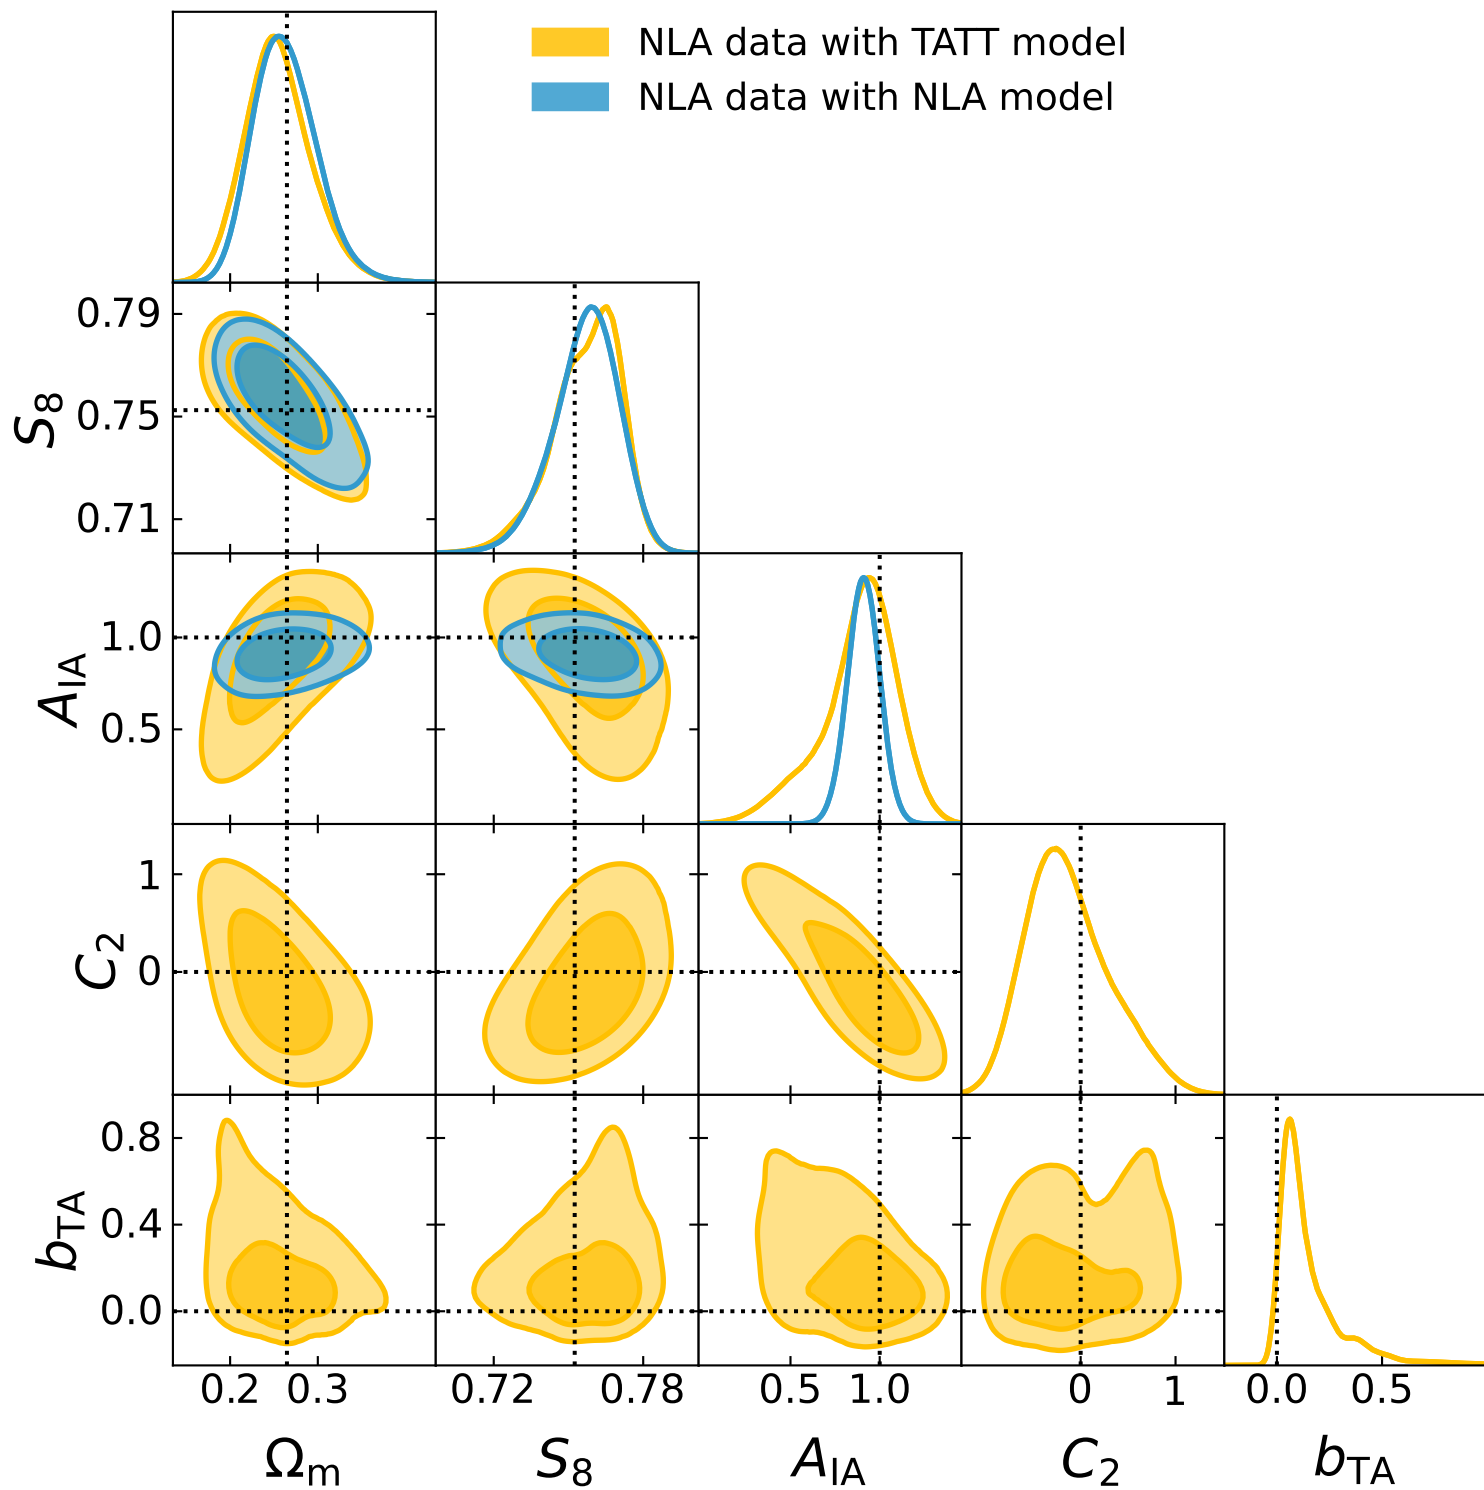 NLA data with TATT model
NLA data with NLA model
0.79
0.75
0.71
S8
1.0
0.5
AIA
1
0
C2
0.8
0.4
0.0
bTA
0.2 0.3 0.72 0.78 0.5 1.0 0 1 0.0 0.5
Ωm S8 AIA C2 bTA